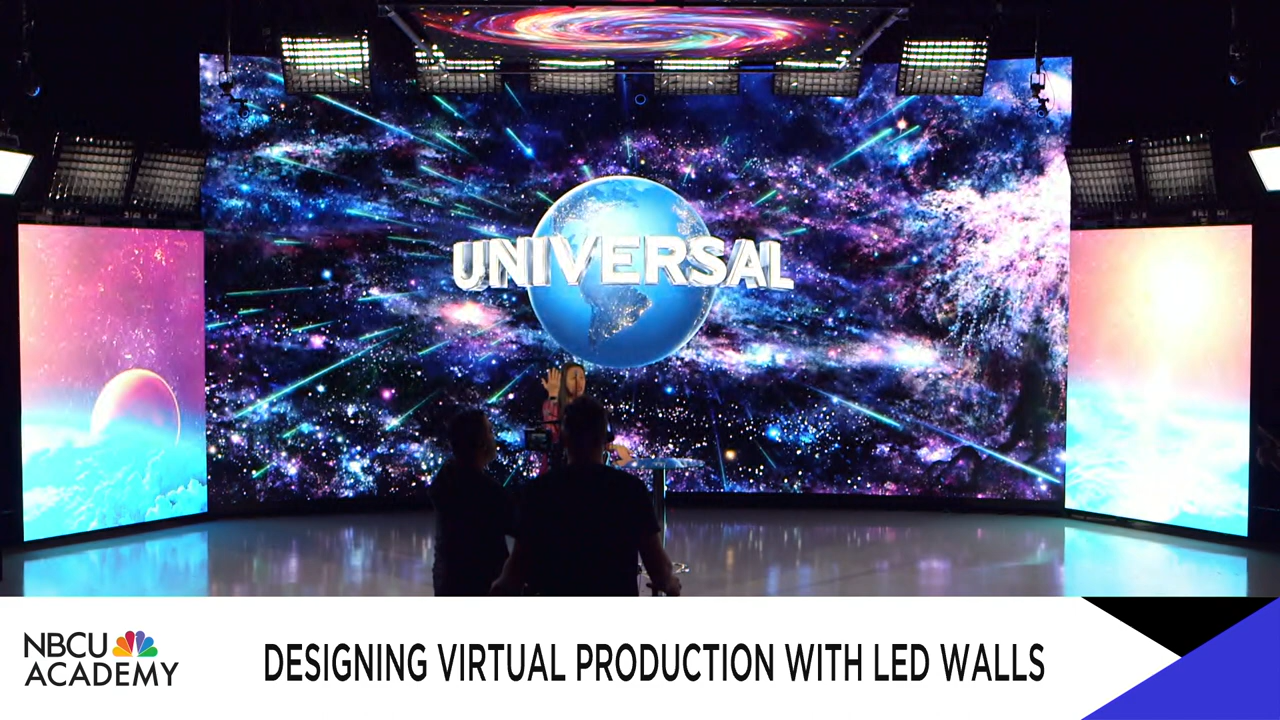 UNIVERSAL
NBCU
ACADEMY
DESIGNING VIRTUAL PRODUCTION WITH LED WALLS